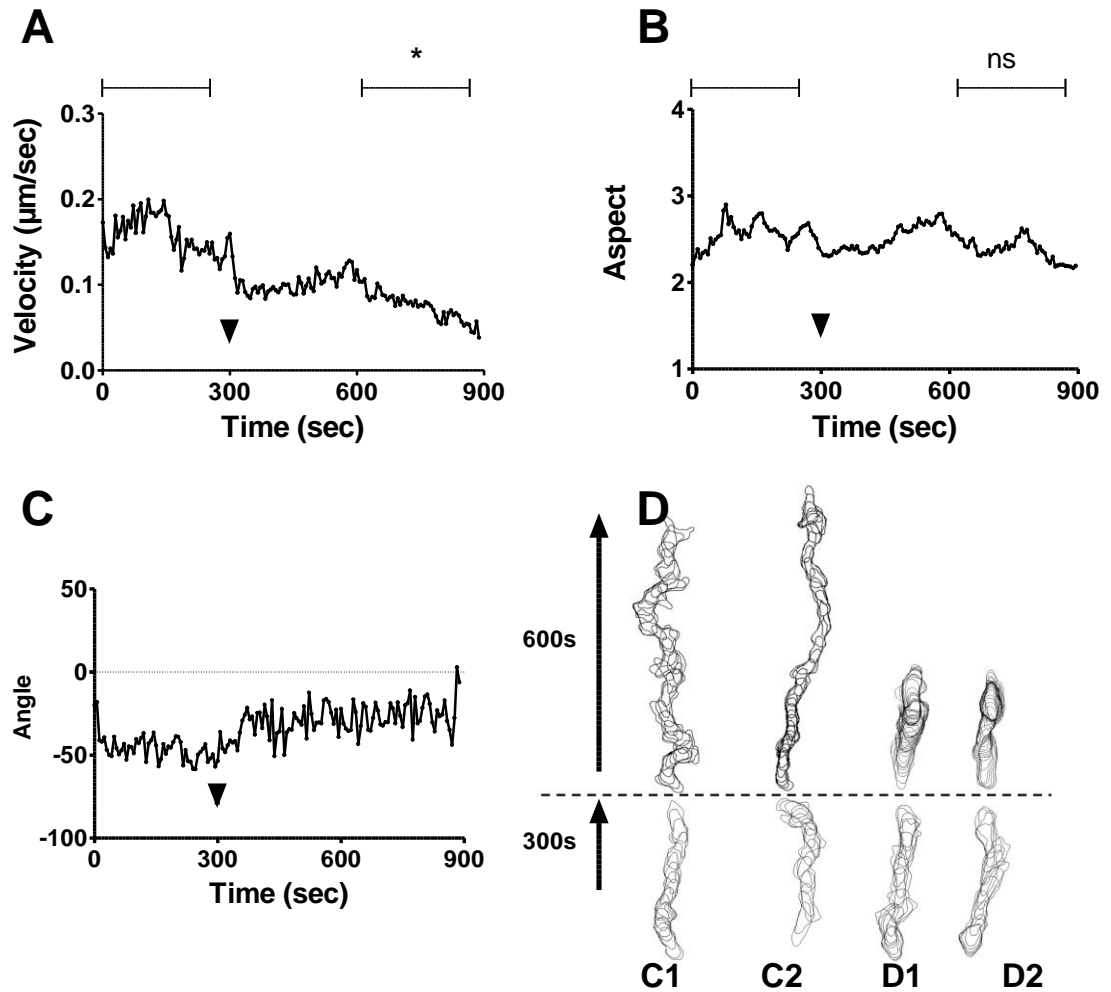 A
*
Velocity (µm/sec)
0.3
0.2
0.1
0.0
0 300 600 900
Time (sec)
B
ns
Aspect
4
3
2
1
0 300 600 900
Time (sec)
C
Angle
50
0
-50
-100
0 300 600 900
Time (sec)
D
600s
300s
C1 C2 D1 D2